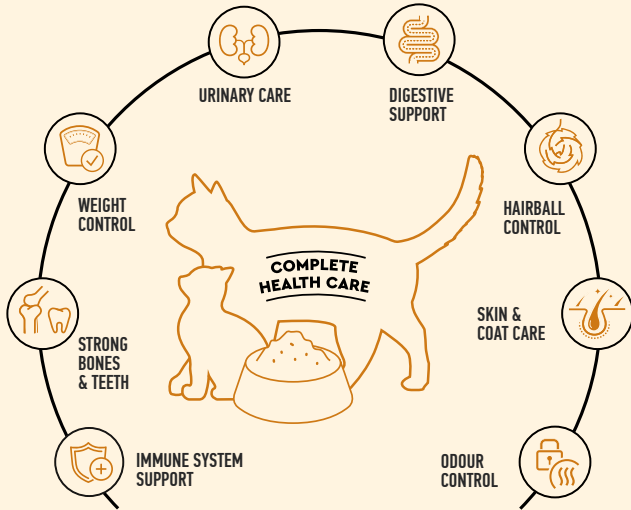 URINARY CARE
DIGESTIVE
SUPPORT
WEIGHT
CONTROL
HAIRBALL
CONTROL
COMPLETE
HEALTH CARE
STRONG
BONES
& TEETH
SKIN &
COAT CARE
IMMUNE SYSTEM
SUPPORT
ODOUR
CONTROL